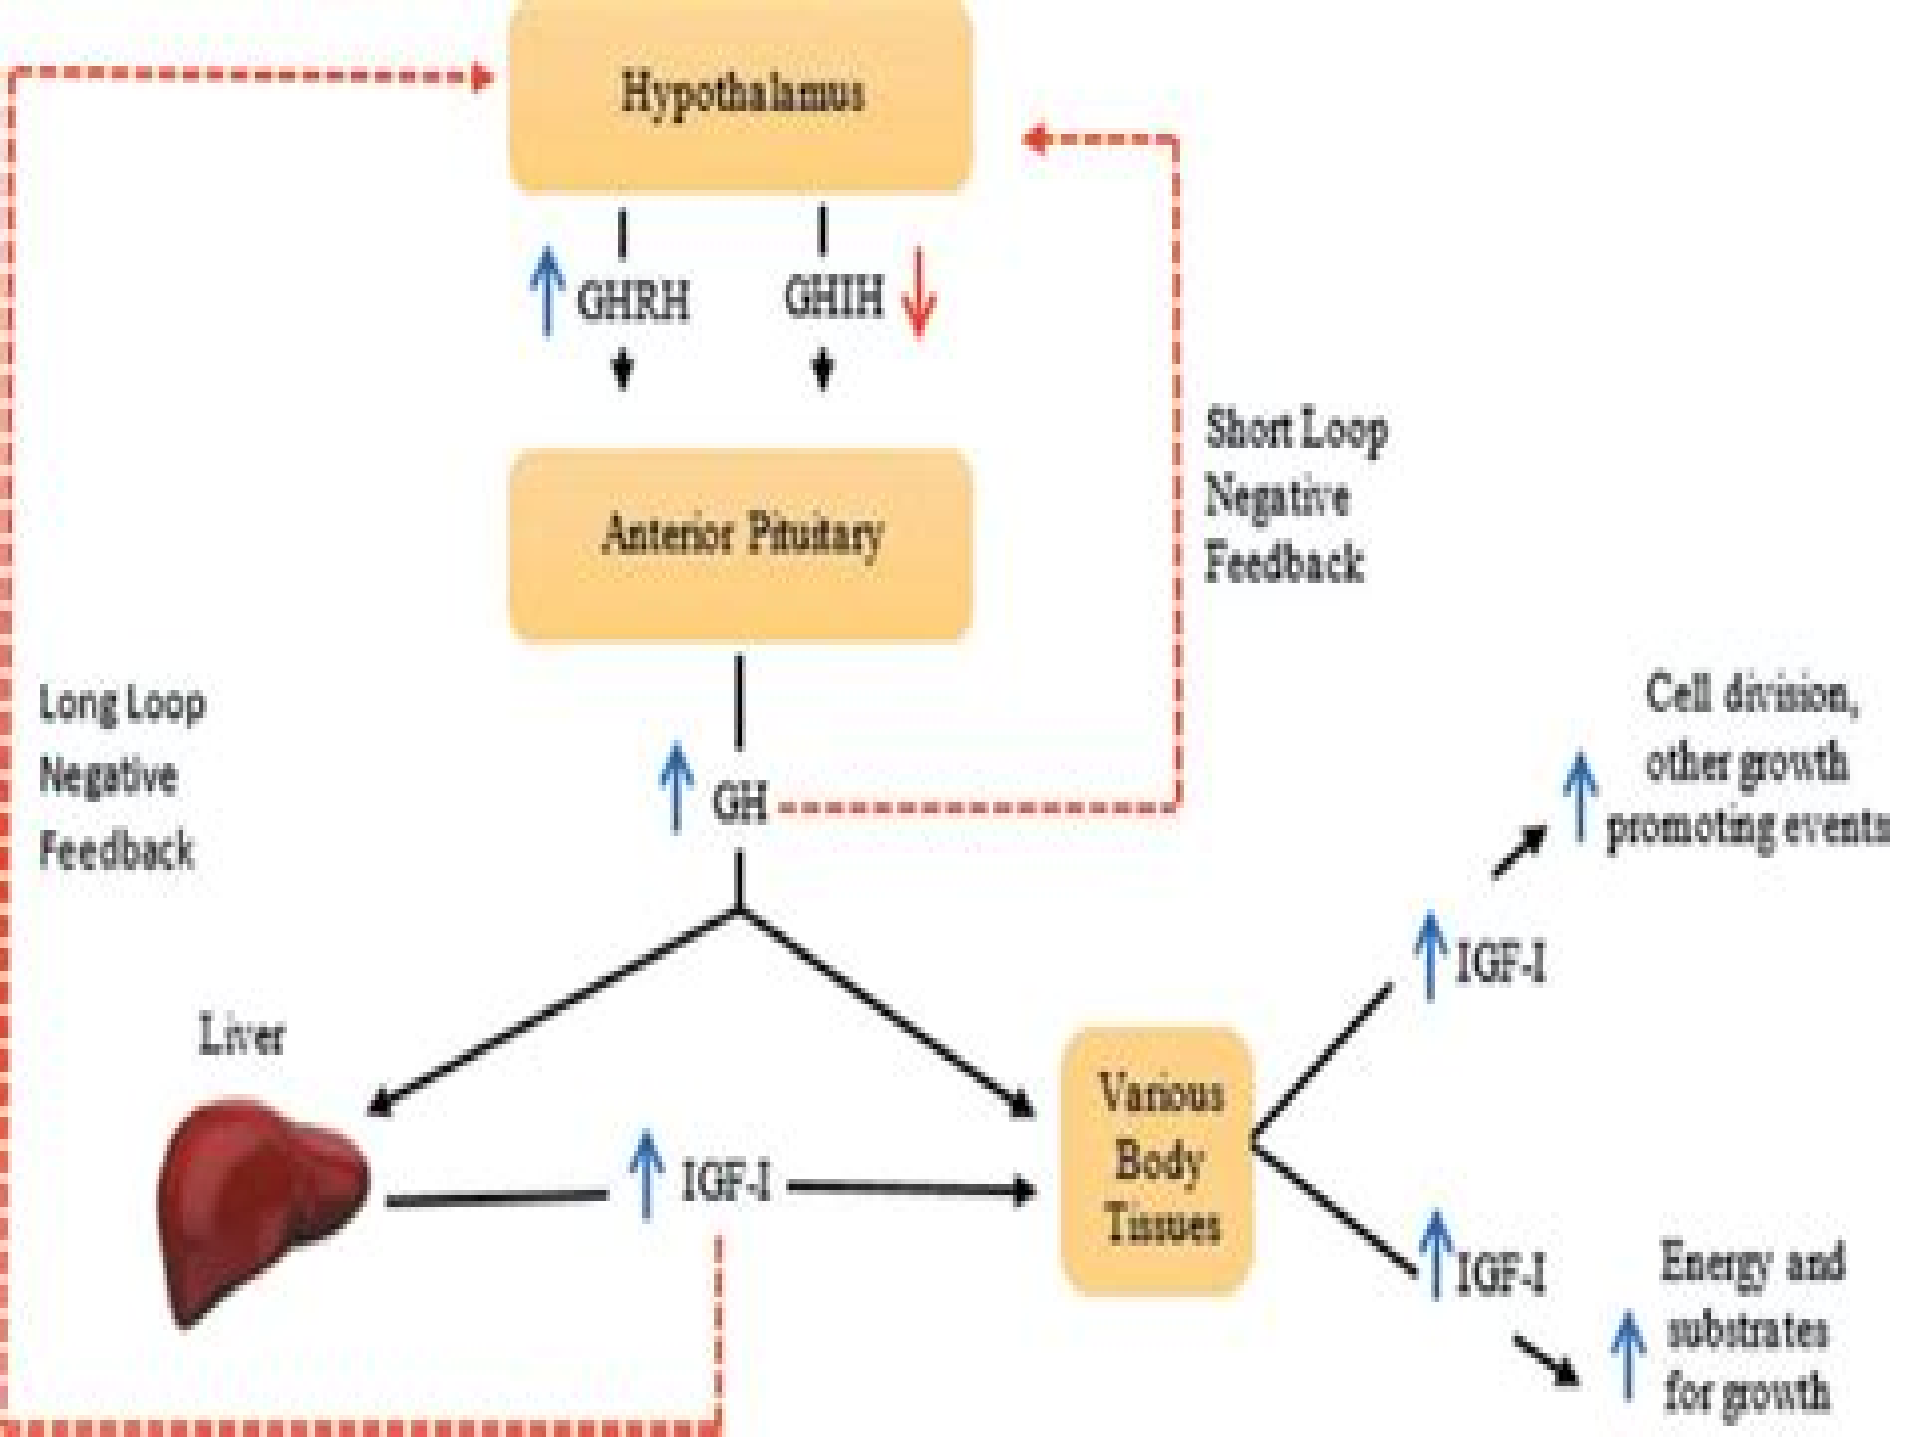 Hypothalamus
GHRH
GHIH
Short Loop
Negative
Feedback
Anterior Pituitary
Long Loop
Negative
Feedback
GH
Cell division,
other growth
promoting events
IGF-I
Liver
Various
Body
Tissues
IGF-I
IGF-I
Energy and
substrates
for growth